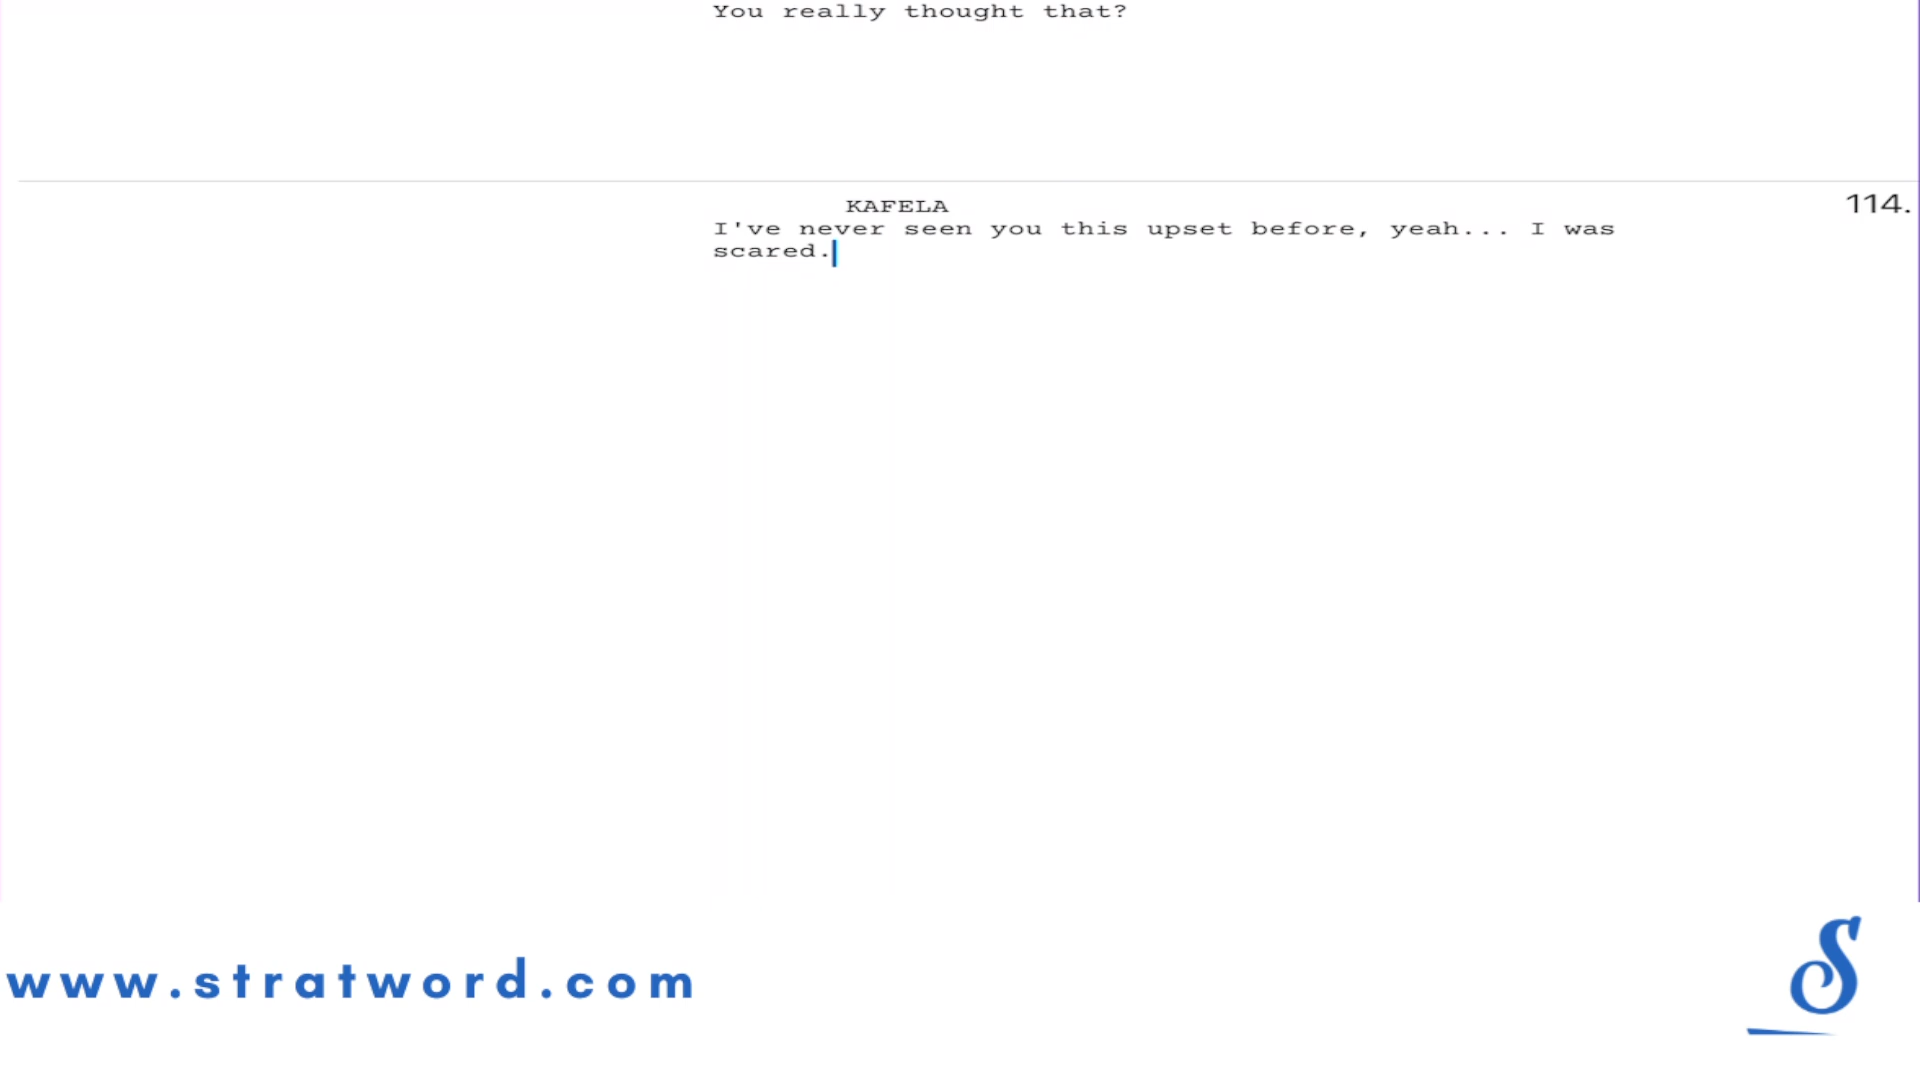 You really thought that?
114.
KAFELA
I've never seen you this upset before, yeah... I was
scared.
www.stratword.com
S